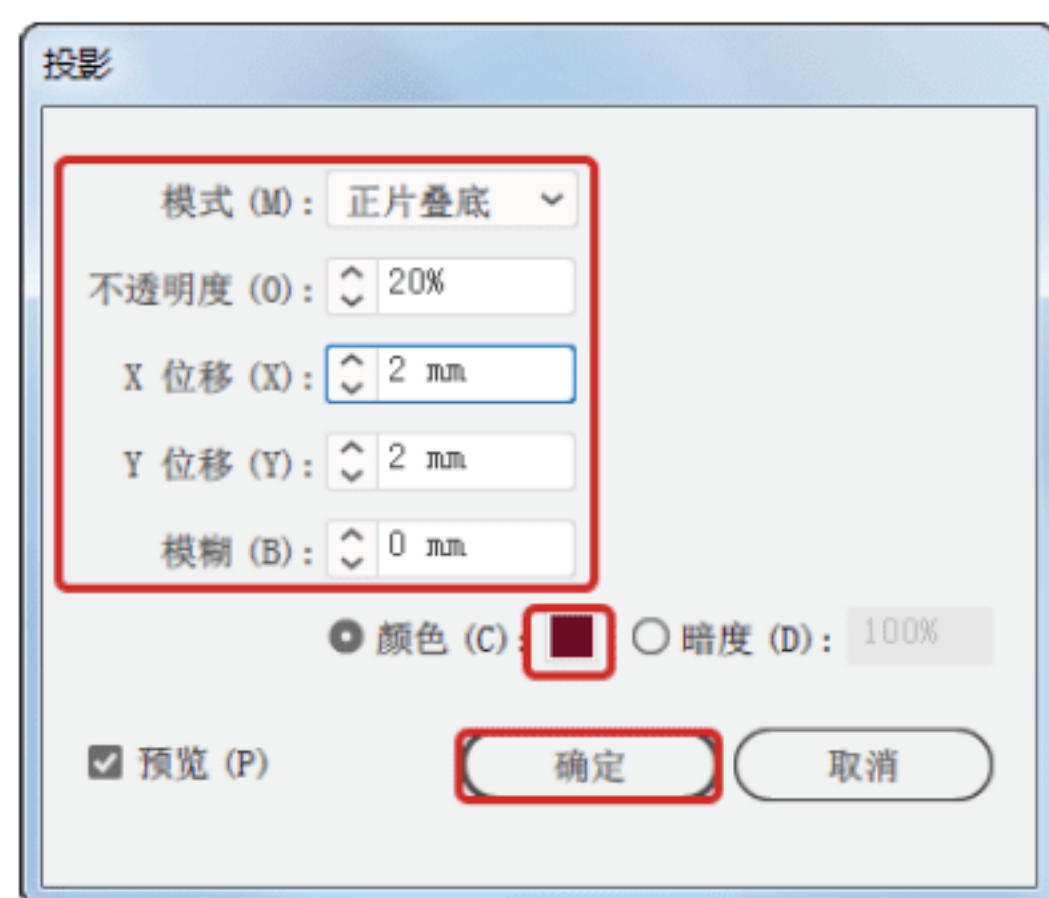 投影
模式 (M): 正片叠底
不透明度 (O): 20%
X 位移 (X): 2 mm
Y 位移 (Y): 2 mm
模糊 (B): 0 mm
颜色 (C): 暗度 (D): 100%
预览 (P) 确定 取消